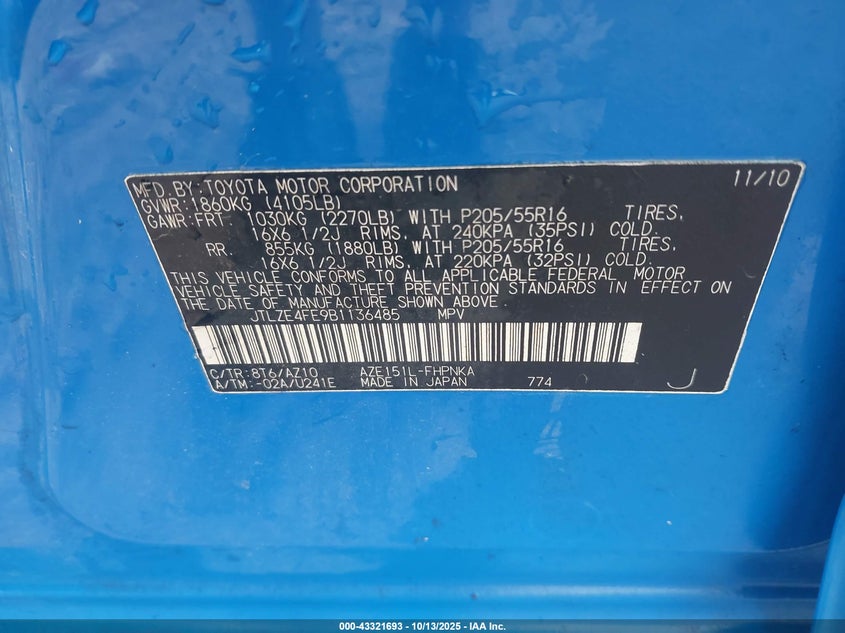 MFD. BY: TOYOTA MOTOR CORPORATION 11/10
GVWR: 1860KG (4105LB)
GAWR: FRT 1030KG (2270LB) WITH P205/55R16 TIRES,
16X6 1/2J RIMS, AT 240KPA (35PSI) COLD.
RR 855KG (1880LB) WITH P205/55R16 TIRES,
16X6 1/2J RIMS, AT 220KPA (32PSI) COLD.
THIS VEHICLE CONFORMS TO ALL APPLICABLE FEDERAL MOTOR
VEHICLE SAFETY AND THEFT PREVENTION STANDARDS IN EFFECT ON
THE DATE OF MANUFACTURE SHOWN ABOVE.
JTLZE4FE9B1136485 MPV
C/TR: 8T6/AZ10 AZE151L-FHPNKA
A/TM: -02A/U241E MADE IN JAPAN 774 J
000-43321693 - 10/13/2025 - IAA Inc.